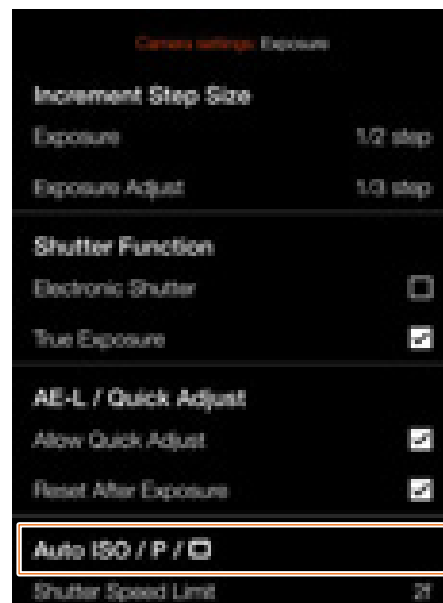 Camera settings: Exposure
Increment Step Size
Exposure 1/2 step
Exposure Adjust 1/3 step
Shutter Function
Electronic Shutter
True Exposure
AE-L / Quick Adjust
Allow Quick Adjust
Reset After Exposure
Auto ISO / P /
Shutter Speed Limit 2f